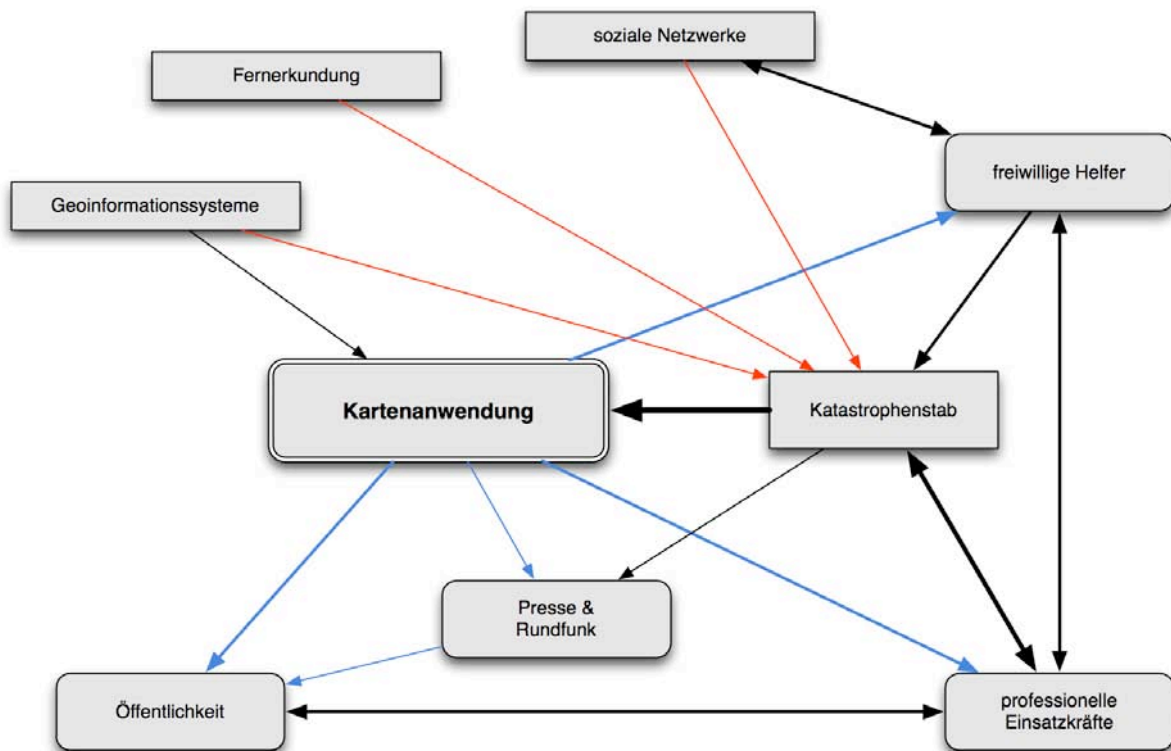 soziale Netzwerke
Fernerkundung
freiwillige Helfer
Geoinformationssysteme
Kartenanwendung
Katastrophenstab
Presse &
Rundfunk
Öffentlichkeit
professionelle
Einsatzkräfte